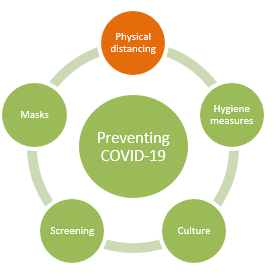 Physical
distancing
Hygiene
measures
Culture
Screening
Masks
Preventing
COVID-19